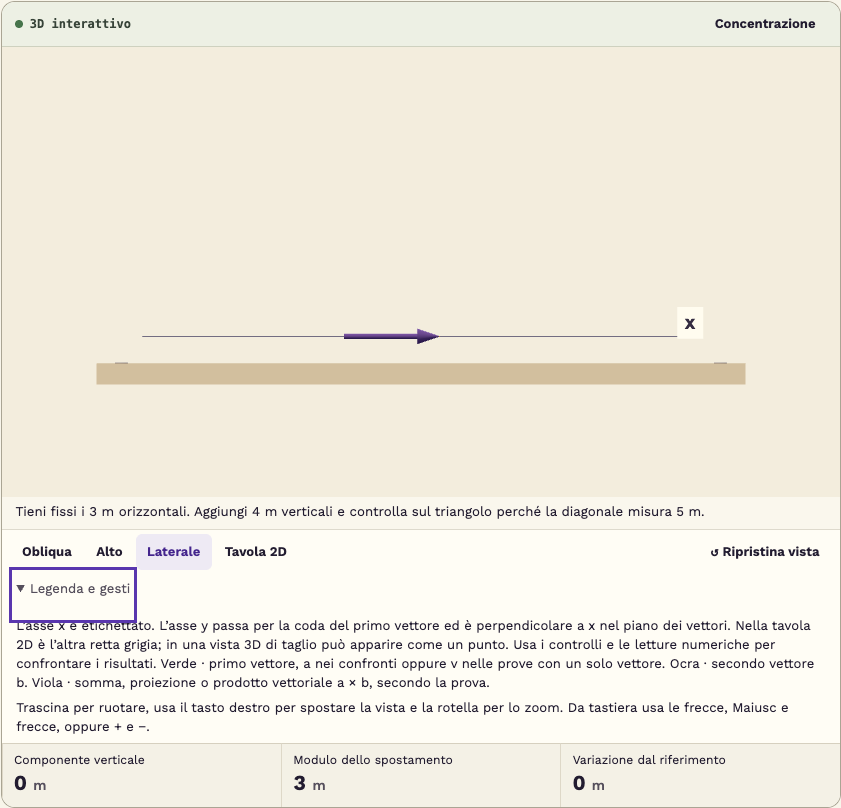 3D interattivo
Concentrazione
x
Tieni fissi i 3 m orizzontali. Aggiungi 4 m verticali e controlla sul triangolo perché la diagonale misura 5 m.
Obliqua Alto Laterale Tavola 2D ↺ Ripristina vista
▼ Legenda e gesti
L’asse x è etichettato. L’asse y passa per la coda del primo vettore ed è perpendicolare a x nel piano dei vettori. Nella tavola
2D è l’altra retta grigia; in una vista 3D di taglio può apparire come un punto. Usa i controlli e le letture numeriche per
confrontare i risultati. Verde · primo vettore, a nei confronti oppure v nelle prove con un solo vettore. Ocra · secondo vettore
b. Viola · somma, proiezione o prodotto vettoriale a × b, secondo la prova.
Trascina per ruotare, usa il tasto destro per spostare la vista e la rotella per lo zoom. Da tastiera usa le frecce, Maiusc e
frecce, oppure + e −.
Componente verticale
0 m
Modulo dello spostamento
3 m
Variazione dal riferimento
0 m